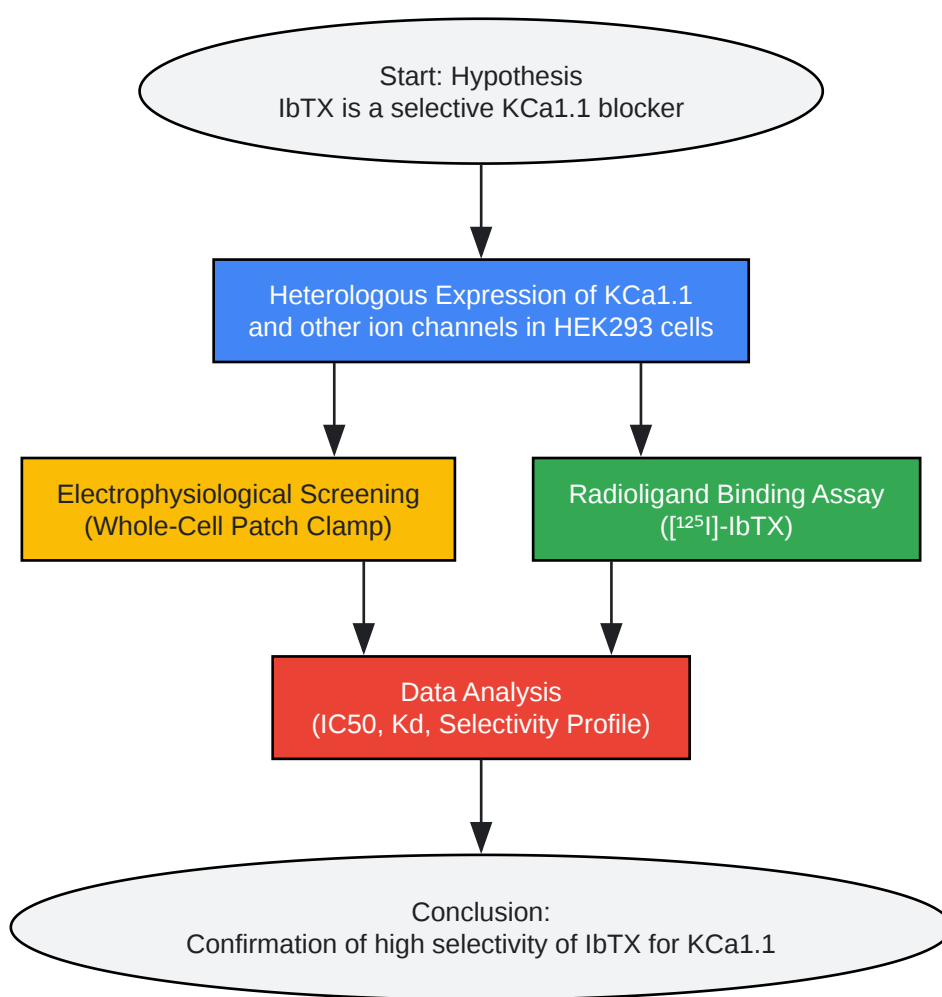 Start: Hypothesis
IbTX is a selective KCa1.1 blocker
Heterologous Expression of KCa1.1
and other ion channels in HEK293 cells
Electrophysiological Screening
(Whole-Cell Patch Clamp)
Radioligand Binding Assay
([¹²⁵I]-IbTX)
Data Analysis
(IC50, Kd, Selectivity Profile)
Conclusion:
Confirmation of high selectivity of IbTX for KCa1.1